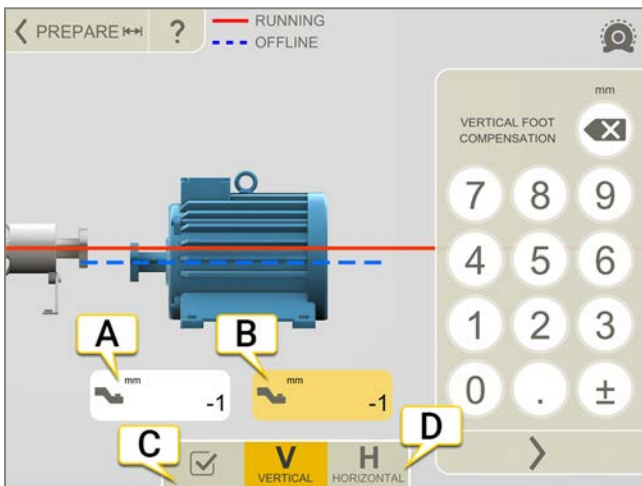 PREPARE
?
RUNNING
OFFLINE
mm
VERTICAL FOOT
COMPENSATION
7 8 9
4 5 6
1 2 3
0 . ±
A
B
mm
-1
mm
-1
C
D
V
VERTICAL
H
HORIZONTAL